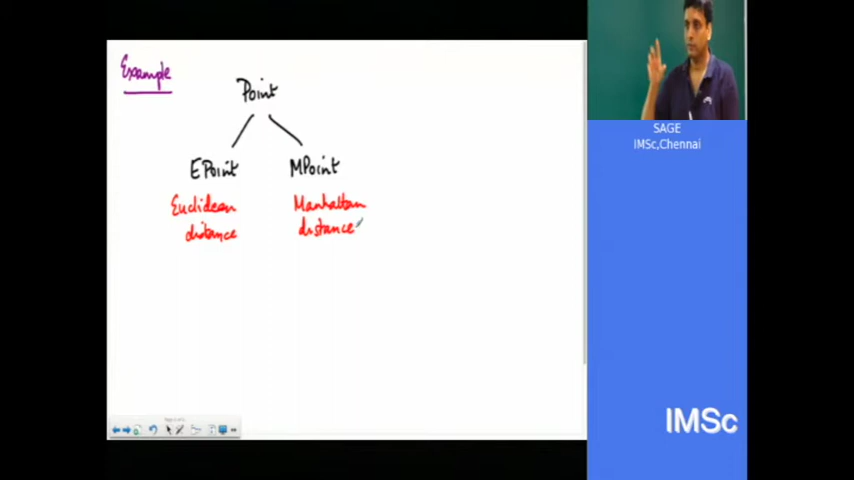 Example
Point
EPoint
MPoint
Euclidean
distance
Manhattan
distance
SAGE
IMSc,Chennai
IMSc